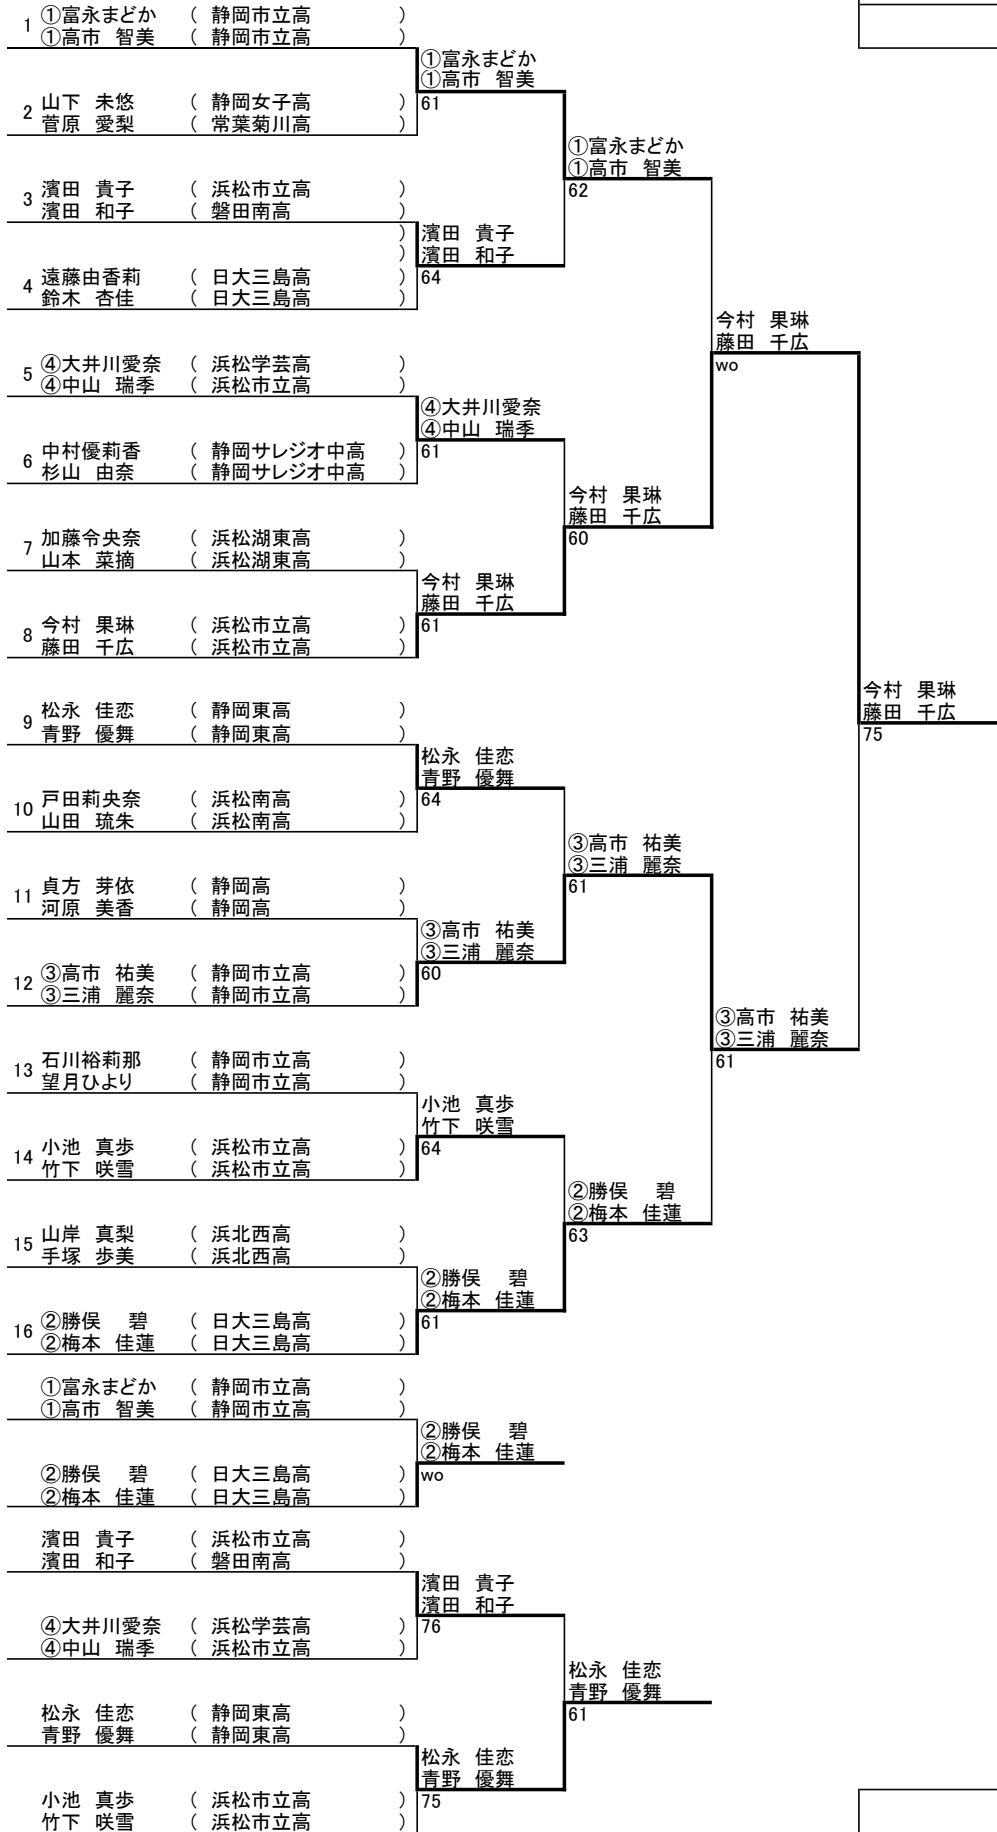 1 ①富永まどか ( 静岡市立高 )
①高市 智美 ( 静岡市立高 )
①富永まどか
①高市 智美
61
2 山下 未悠 ( 静岡女子高 )
菅原 愛梨 ( 常葉菊川高 )
①富永まどか
①高市 智美
62
3 濱田 貴子 ( 浜松市立高 )
濱田 和子 ( 磐田南高 )
)
)
濱田 貴子
濱田 和子
64
4 遠藤由香莉 ( 日大三島高 )
鈴木 杏佳 ( 日大三島高 )
今村 果琳
藤田 千広
wo
5 ④大井川愛奈 ( 浜松学芸高 )
④中山 瑞季 ( 浜松市立高 )
④大井川愛奈
④中山 瑞季
61
6 中村優莉香 ( 静岡サレジオ中高 )
杉山 由奈 ( 静岡サレジオ中高 )
今村 果琳
藤田 千広
60
7 加藤令央奈 ( 浜松湖東高 )
山本 菜摘 ( 浜松湖東高 )
今村 果琳
藤田 千広
61
8 今村 果琳 ( 浜松市立高 )
藤田 千広 ( 浜松市立高 )
今村 果琳
藤田 千広
75
9 松永 佳恋 ( 静岡東高 )
青野 優舞 ( 静岡東高 )
松永 佳恋
青野 優舞
64
10 戸田莉央奈 ( 浜松南高 )
山田 琉朱 ( 浜松南高 )
③高市 祐美
③三浦 麗奈
61
11 貞方 芽依 ( 静岡高 )
河原 美香 ( 静岡高 )
③高市 祐美
③三浦 麗奈
60
12 ③高市 祐美 ( 静岡市立高 )
③三浦 麗奈 ( 静岡市立高 )
③高市 祐美
③三浦 麗奈
61
13 石川裕莉那 ( 静岡市立高 )
望月ひより ( 静岡市立高 )
小池 真歩
竹下 咲雪
64
14 小池 真歩 ( 浜松市立高 )
竹下 咲雪 ( 浜松市立高 )
②勝俣 碧
②梅本 佳蓮
63
15 山岸 真梨 ( 浜北西高 )
手塚 歩美 ( 浜北西高 )
②勝俣 碧
②梅本 佳蓮
61
16 ②勝俣 碧 ( 日大三島高 )
②梅本 佳蓮 ( 日大三島高 )
①富永まどか ( 静岡市立高 )
①高市 智美 ( 静岡市立高 )
②勝俣 碧
②梅本 佳蓮
wo
②勝俣 碧 ( 日大三島高 )
②梅本 佳蓮 ( 日大三島高 )
濱田 貴子 ( 浜松市立高 )
濱田 和子 ( 磐田南高 )
濱田 貴子
濱田 和子
76
④大井川愛奈 ( 浜松学芸高 )
④中山 瑞季 ( 浜松市立高 )
松永 佳恋
青野 優舞
61
松永 佳恋 ( 静岡東高 )
青野 優舞 ( 静岡東高 )
松永 佳恋
青野 優舞
75
小池 真歩 ( 浜松市立高 )
竹下 咲雪 ( 浜松市立高 )